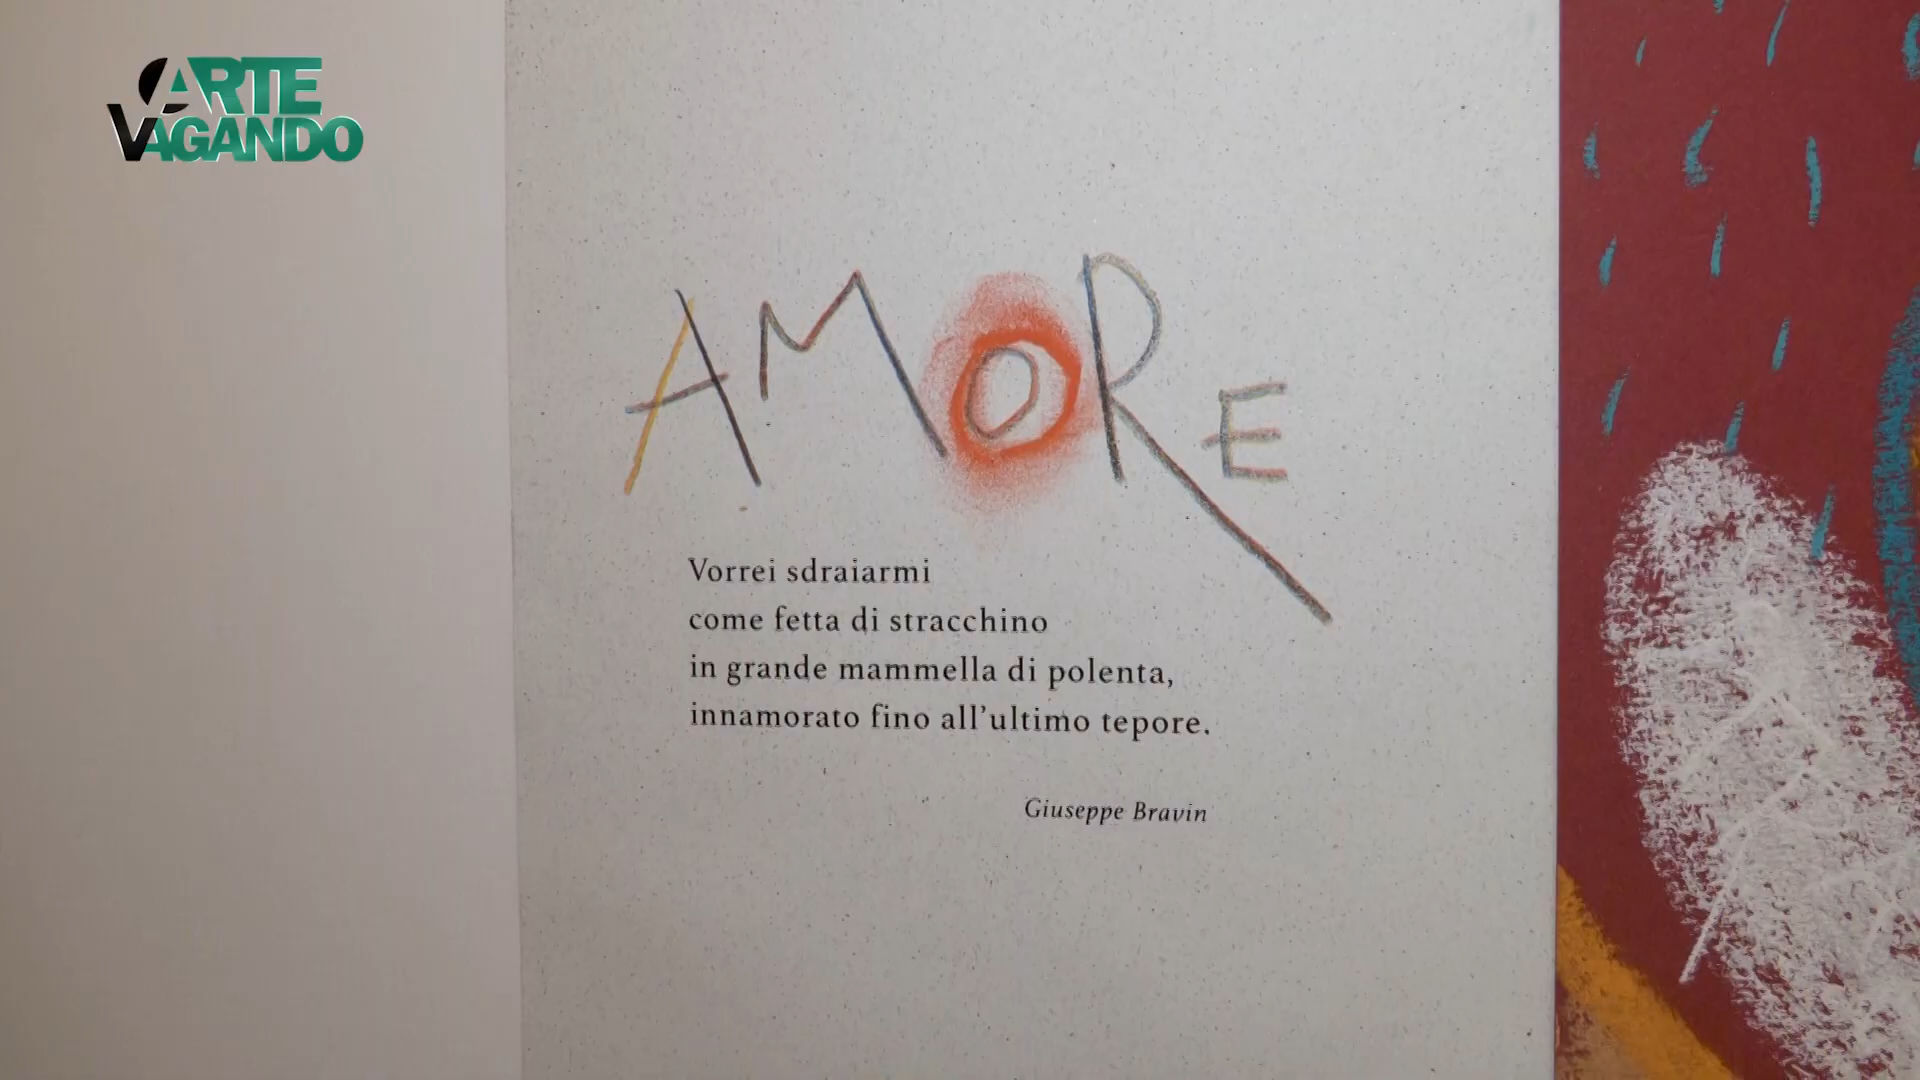 ARTE
VAGANDO
AMORE
Vorrei sdraiarmi
come fetta di stracchino
in grande mammella di polenta,
innamorato fino all'ultimo tepore.
Giuseppe Bravin